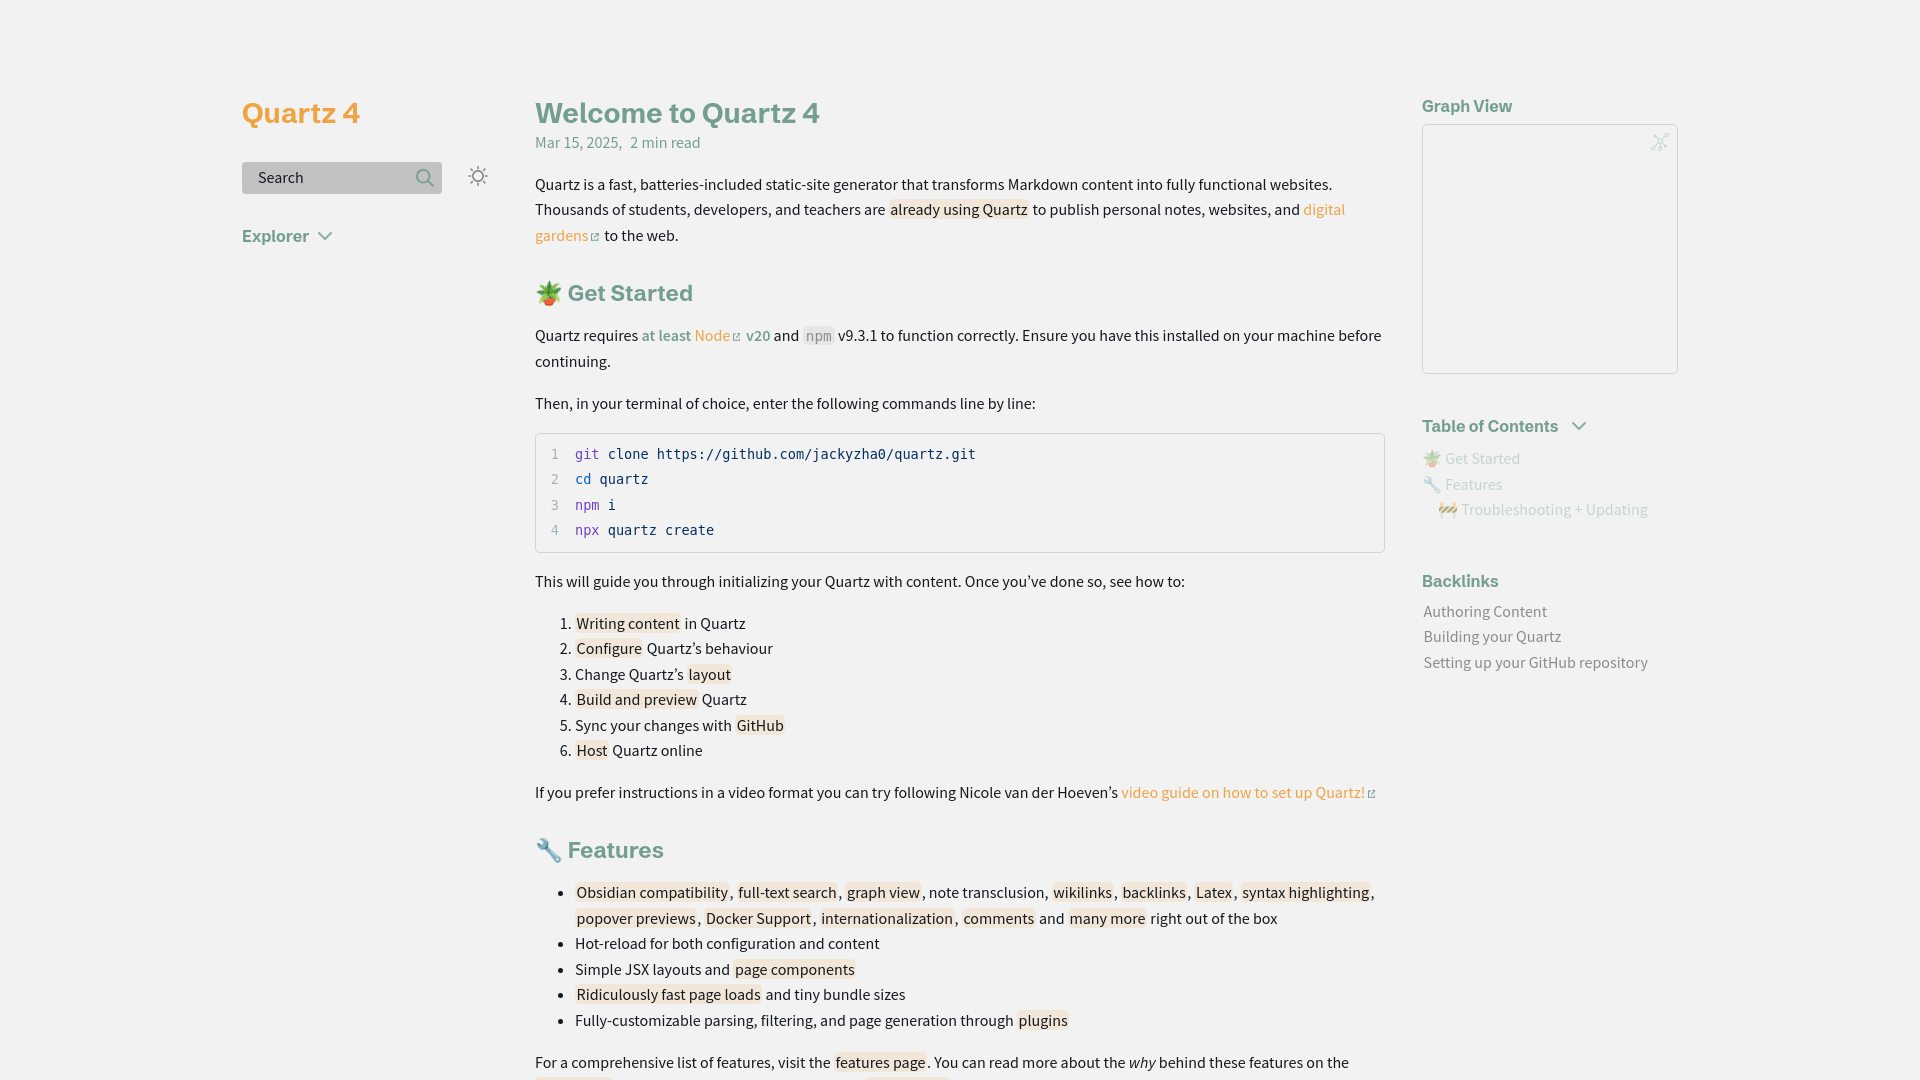 Quartz 4
Search
Explorer
Welcome to Quartz 4
Mar 15, 2025, 2 min read
Quartz is a fast, batteries-included static-site generator that transforms Markdown content into fully functional websites.
Thousands of students, developers, and teachers are already using Quartz to publish personal notes, websites, and digital
gardens to the web.
🪴 Get Started
Quartz requires at least Node v20 and npm v9.3.1 to function correctly. Ensure you have this installed on your machine before
continuing.
Then, in your terminal of choice, enter the following commands line by line:
1 git clone https://github.com/jackyzha0/quartz.git
2 cd quartz
3 npm i
4 npx quartz create
This will guide you through initializing your Quartz with content. Once you’ve done so, see how to:
1. Writing content in Quartz
2. Configure Quartz’s behaviour
3. Change Quartz’s layout
4. Build and preview Quartz
5. Sync your changes with GitHub
6. Host Quartz online
If you prefer instructions in a video format you can try following Nicole van der Hoeven’s video guide on how to set up Quartz!
🔧 Features
• Obsidian compatibility, full-text search, graph view, note transclusion, wikilinks, backlinks, Latex, syntax highlighting,
popover previews, Docker Support, internationalization, comments and many more right out of the box
• Hot-reload for both configuration and content
• Simple JSX layouts and page components
• Ridiculously fast page loads and tiny bundle sizes
• Fully-customizable parsing, filtering, and page generation through plugins
For a comprehensive list of features, visit the features page. You can read more about the why behind these features on the
Graph View
Table of Contents
🪴 Get Started
🔧 Features
🚧 Troubleshooting + Updating
Backlinks
Authoring Content
Building your Quartz
Setting up your GitHub repository